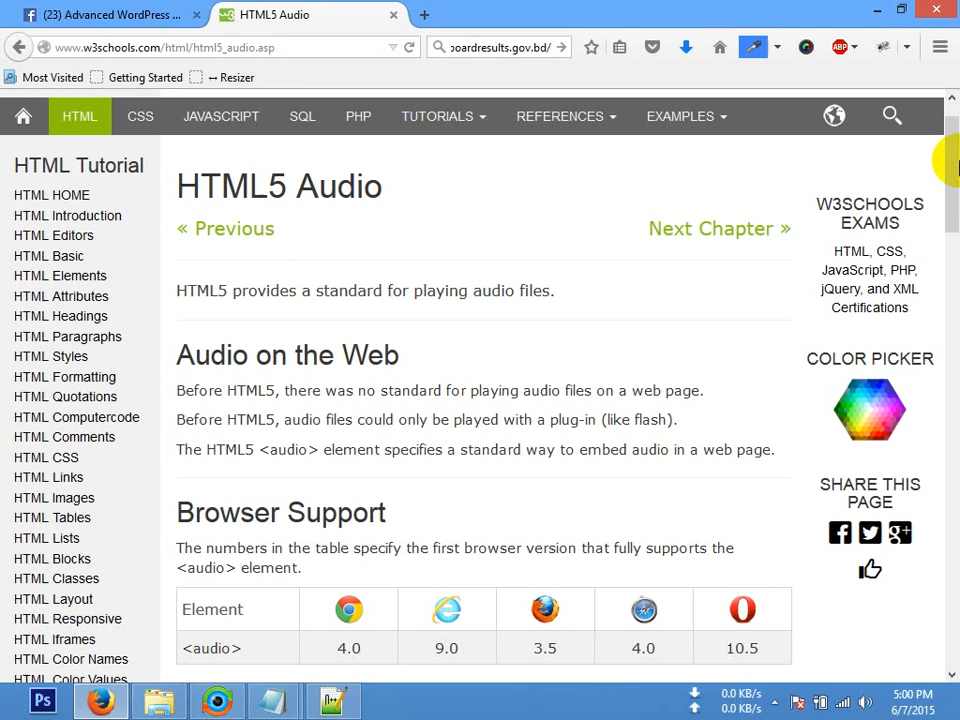 (23) Advanced WordPress ...
HTML5 Audio
www.w3schools.com/html/html5_audio.asp
boardresults.gov.bd/
ABP
Most Visited
Getting Started
↔ Resizer
HTML
CSS
JAVASCRIPT
SQL
PHP
TUTORIALS
REFERENCES
EXAMPLES
HTML Tutorial
HTML HOME
HTML Introduction
HTML Editors
HTML Basic
HTML Elements
HTML Attributes
HTML Headings
HTML Paragraphs
HTML Styles
HTML Formatting
HTML Quotations
HTML Computercode
HTML Comments
HTML CSS
HTML Links
HTML Images
HTML Tables
HTML Lists
HTML Blocks
HTML Classes
HTML Layout
HTML Responsive
HTML Iframes
HTML Color Names
HTML Color Values
HTML5 Audio
« Previous
Next Chapter »
HTML5 provides a standard for playing audio files.
Audio on the Web
Before HTML5, there was no standard for playing audio files on a web page.
Before HTML5, audio files could only be played with a plug-in (like flash).
The HTML5 <audio> element specifies a standard way to embed audio in a web page.
Browser Support
The numbers in the table specify the first browser version that fully supports the
<audio> element.
Element
<audio> 4.0 9.0 3.5 4.0 10.5
W3SCHOOLS
EXAMS
HTML, CSS,
JavaScript, PHP,
jQuery, and XML
Certifications
COLOR PICKER
SHARE THIS
PAGE
Ps
0.0 KB/s
0.0 KB/s
5:00 PM
6/7/2015